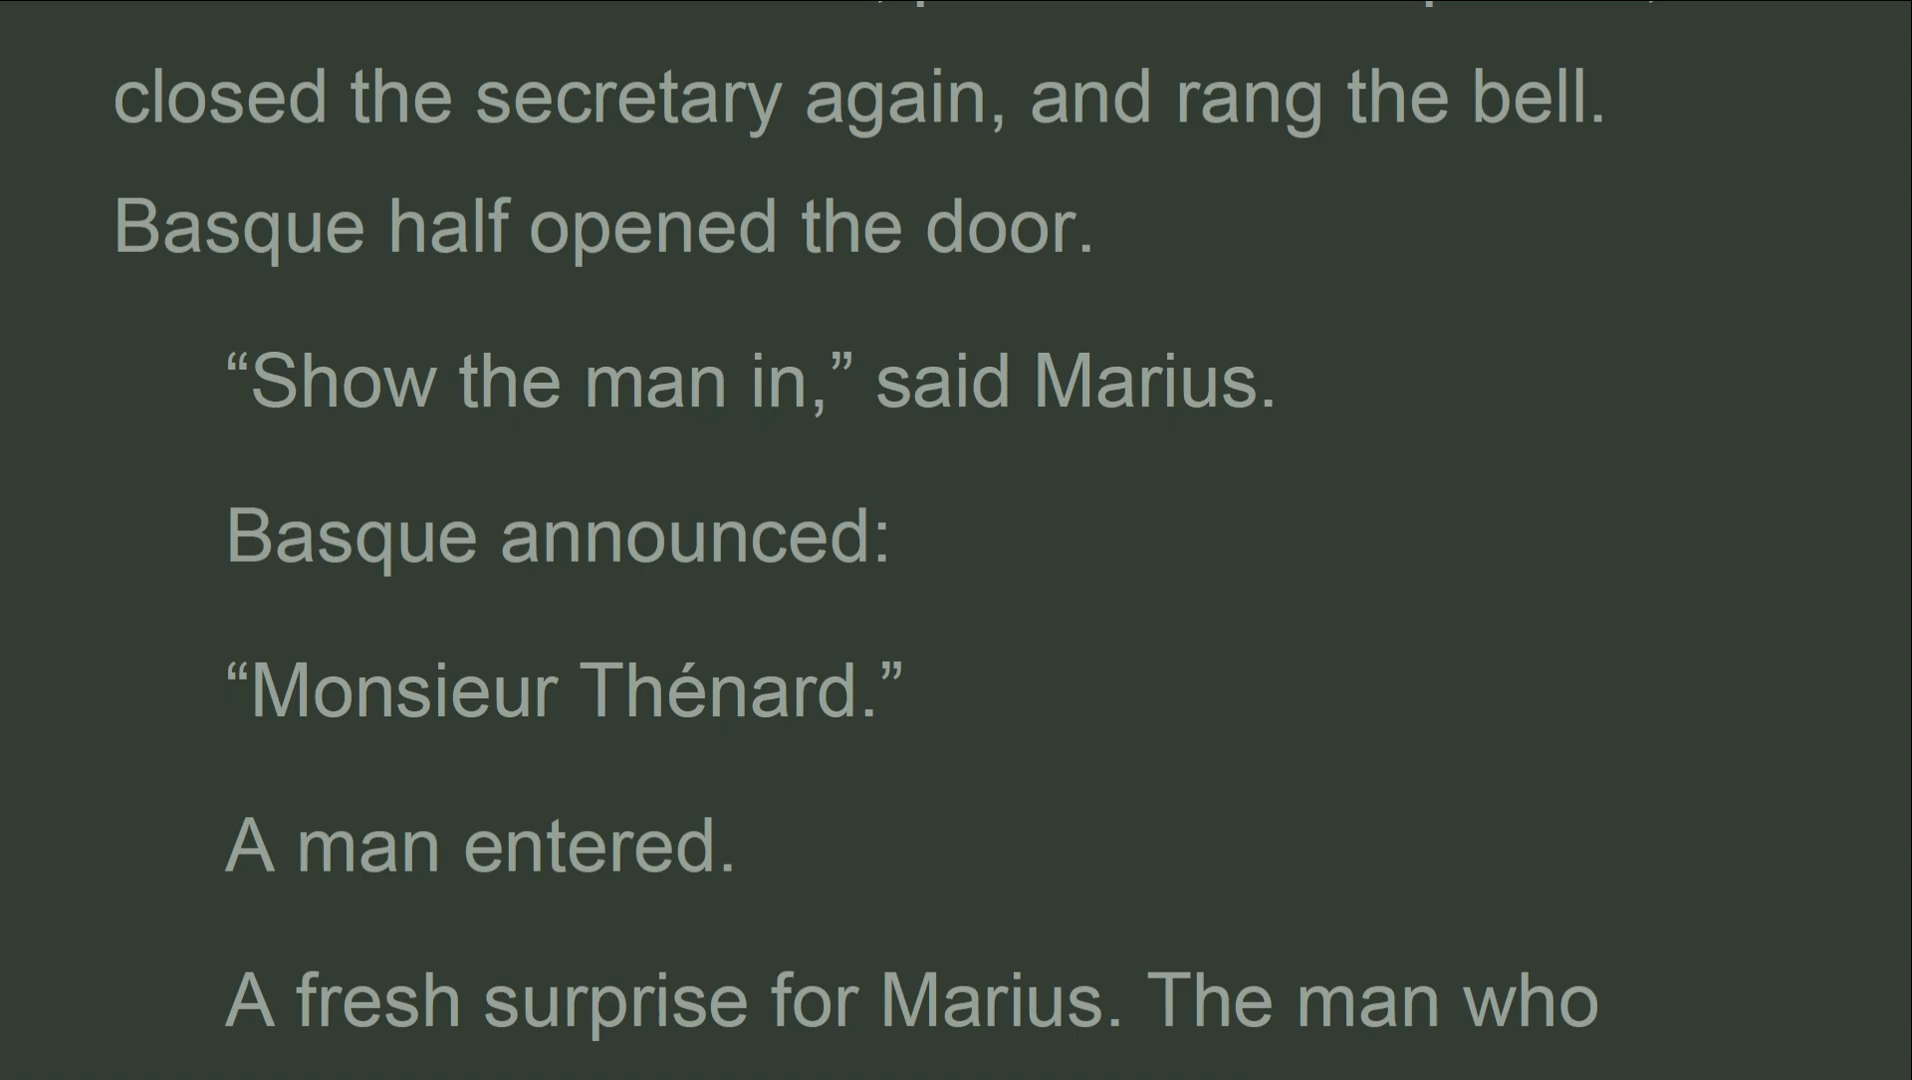 closed the secretary again, and rang the bell.
Basque half opened the door.
“Show the man in,” said Marius.
Basque announced:
“Monsieur Thénard.”
A man entered.
A fresh surprise for Marius. The man who